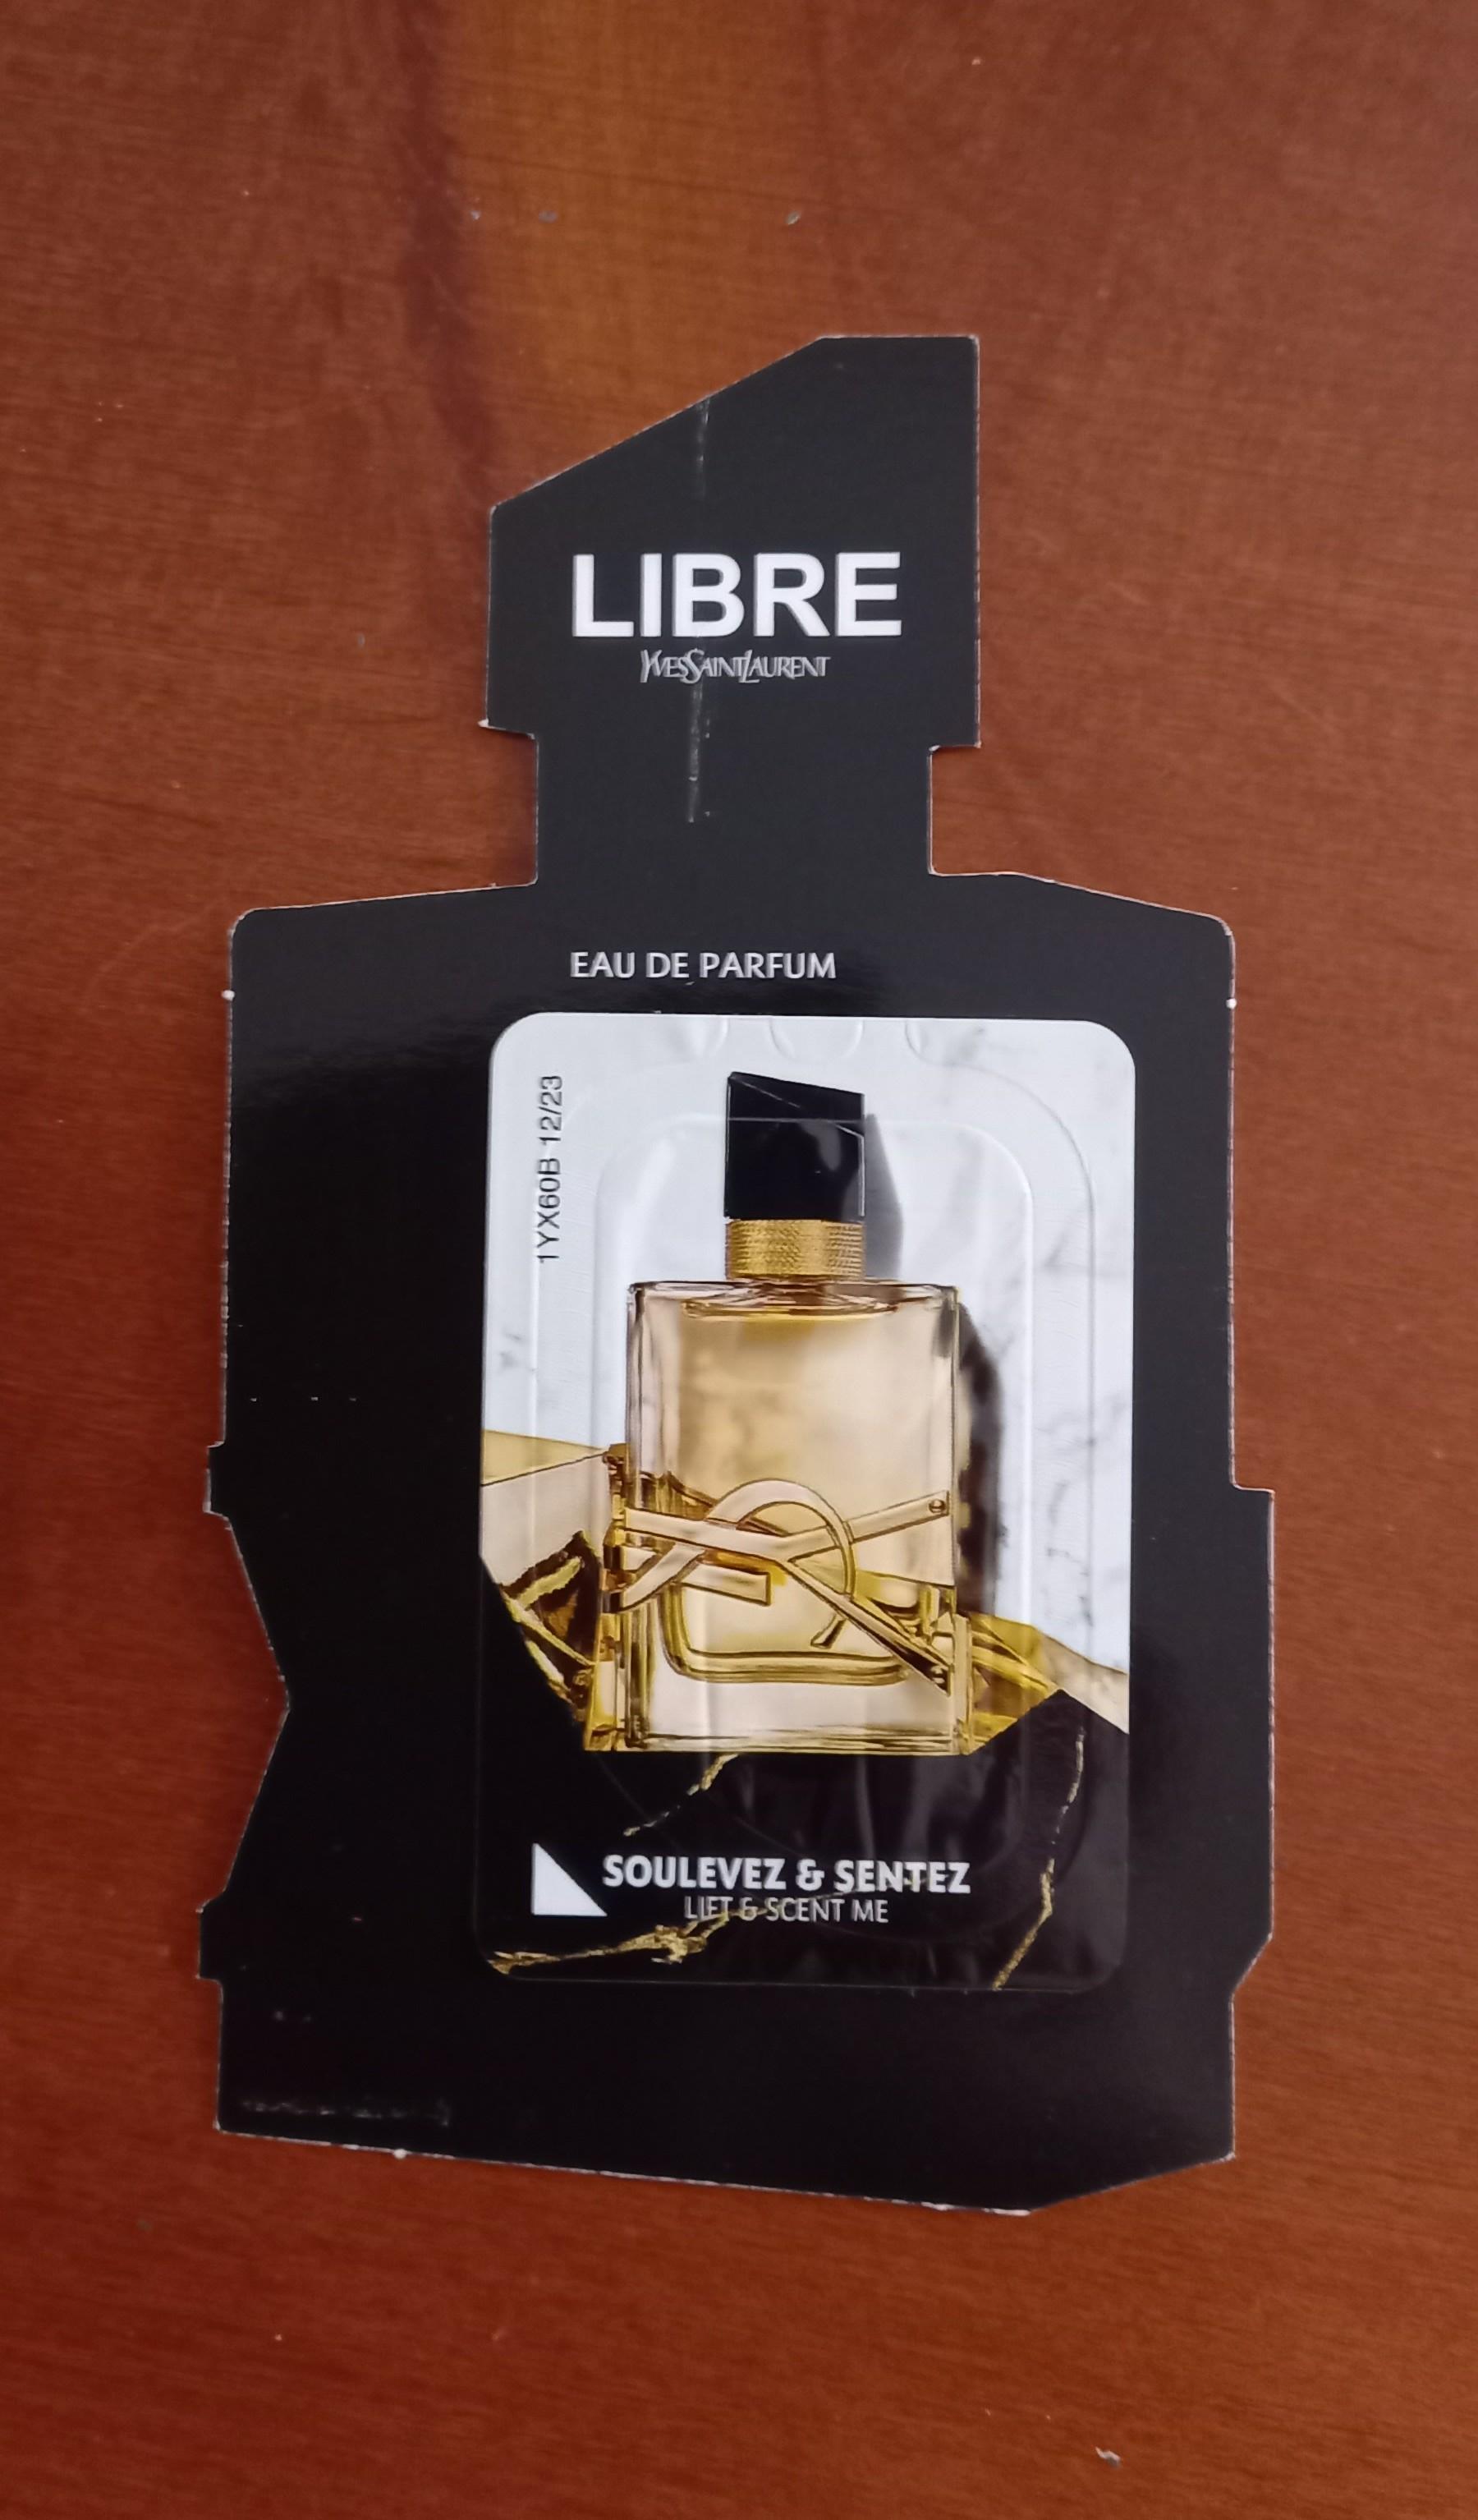 LIBRE
YVESSAINTLAURENT
EAU DE PARFUM
1YX60B 12/23
SOULEVEZ & SENTEZ
LIFT & SCENT ME